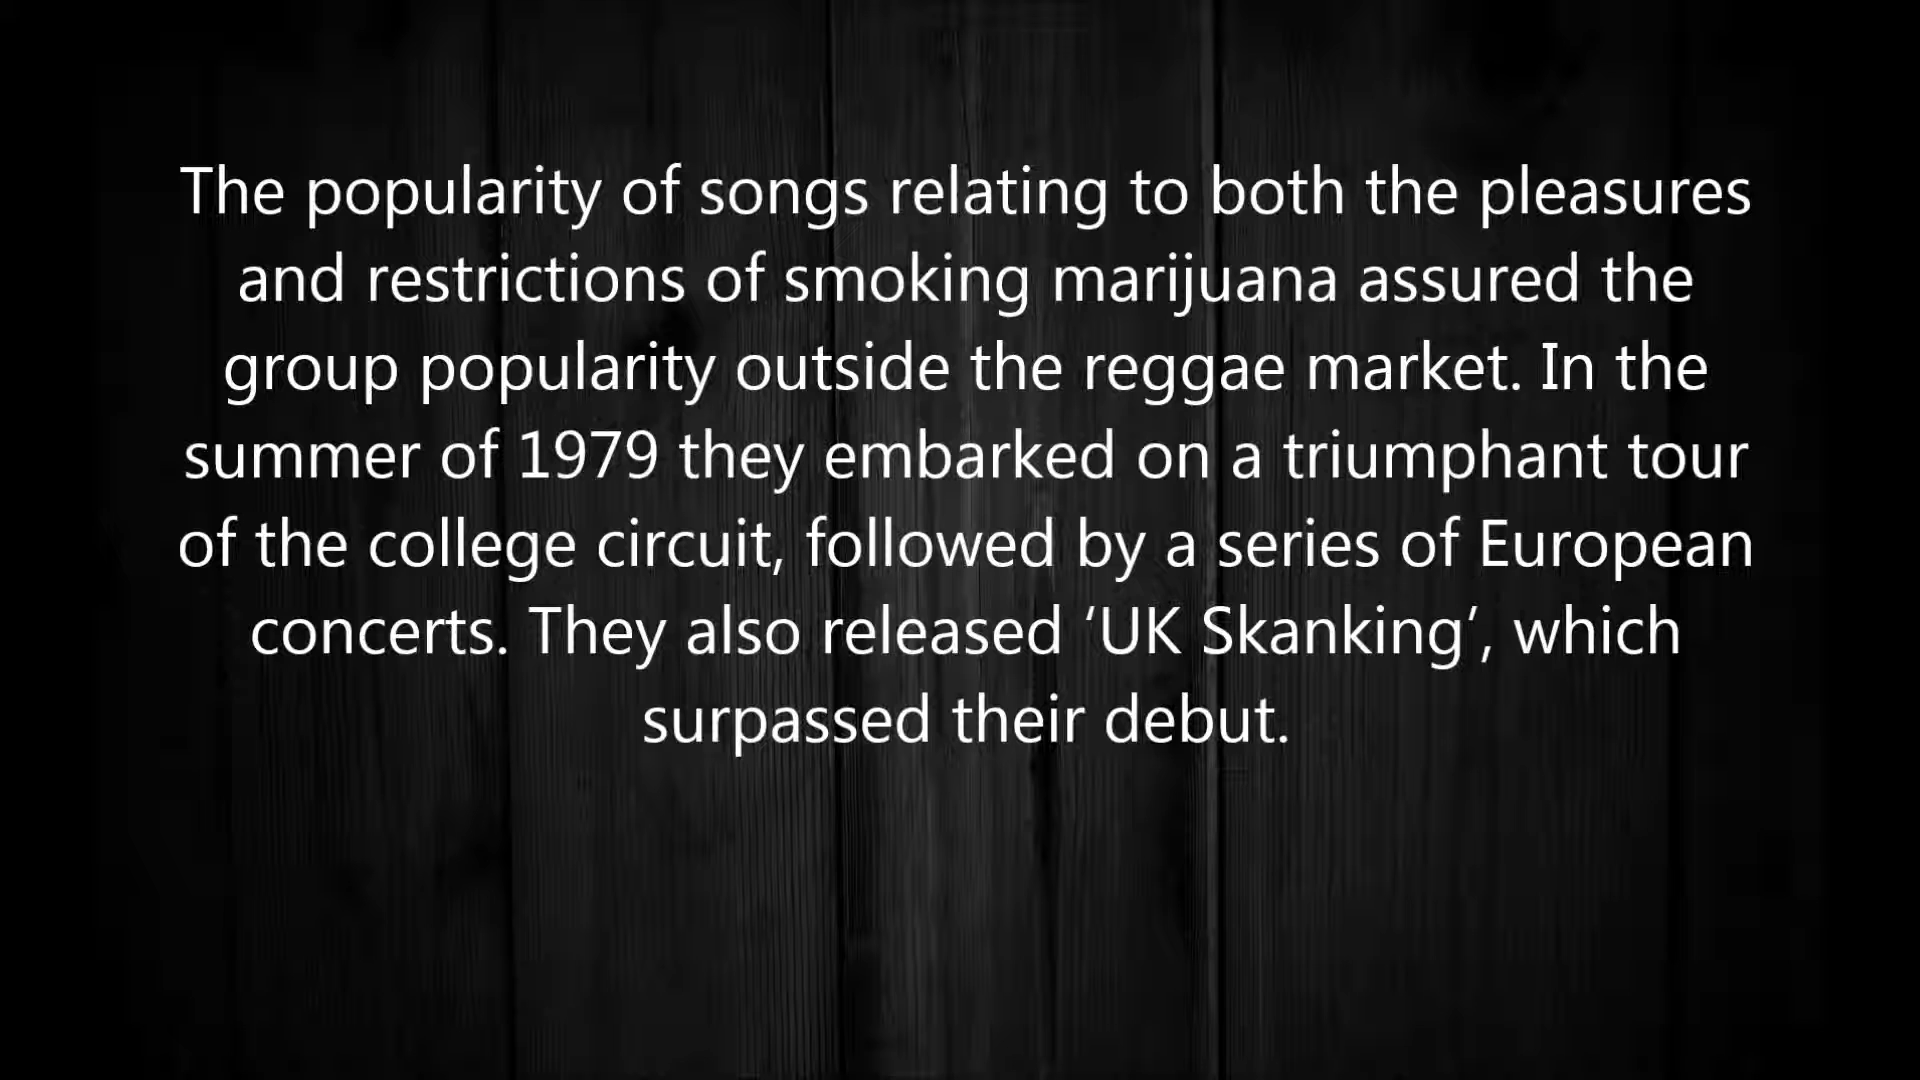 The popularity of songs relating to both the pleasures
and restrictions of smoking marijuana assured the
group popularity outside the reggae market. In the
summer of 1979 they embarked on a triumphant tour
of the college circuit, followed by a series of European
concerts. They also released ‘UK Skanking’, which
surpassed their debut.